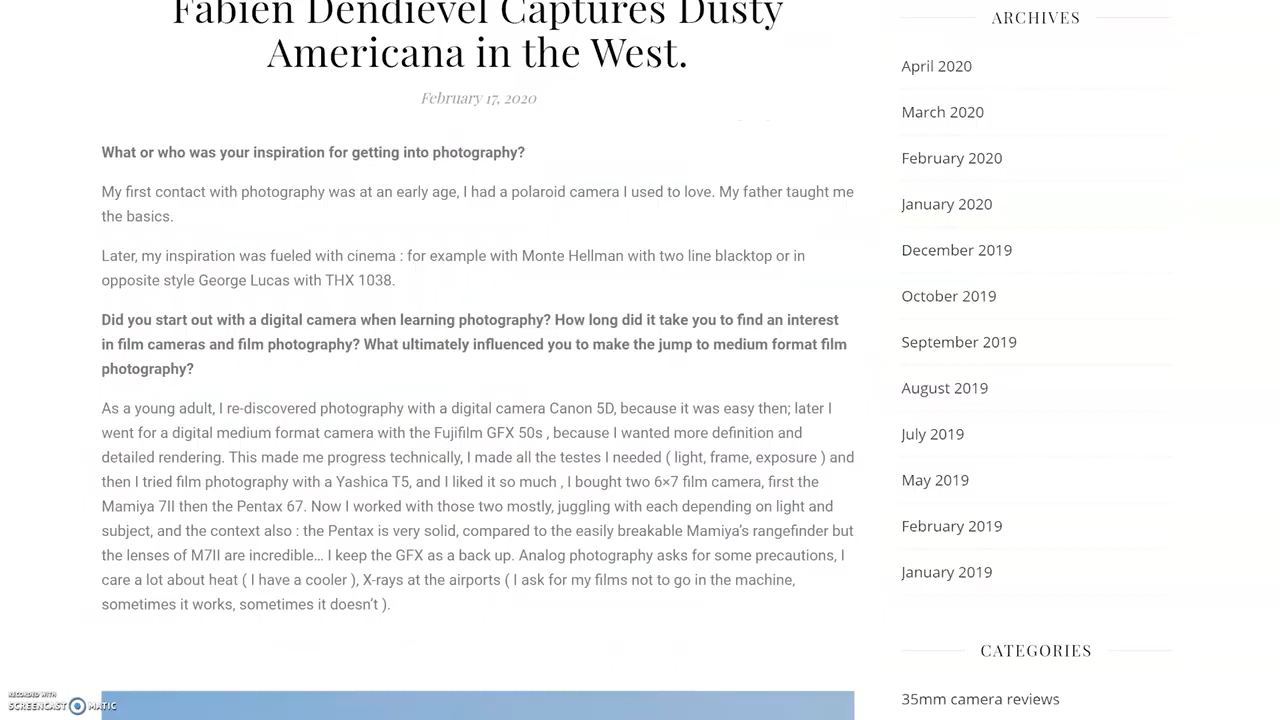 Fabien Dendievel Captures Dusty
Americana in the West.
February 17, 2020
What or who was your inspiration for getting into photography?
My first contact with photography was at an early age, I had a polaroid camera I used to love. My father taught me
the basics.
Later, my inspiration was fueled with cinema : for example with Monte Hellman with two line blacktop or in
opposite style George Lucas with THX 1038.
Did you start out with a digital camera when learning photography? How long did it take you to find an interest
in film cameras and film photography? What ultimately influenced you to make the jump to medium format film
photography?
As a young adult, I re-discovered photography with a digital camera Canon 5D, because it was easy then; later I
went for a digital medium format camera with the Fujifilm GFX 50s , because I wanted more definition and
detailed rendering. This made me progress technically, I made all the testes I needed ( light, frame, exposure ) and
then I tried film photography with a Yashica T5, and I liked it so much , I bought two 6×7 film camera, first the
Mamiya 7II then the Pentax 67. Now I worked with those two mostly, juggling with each depending on light and
subject, and the context also : the Pentax is very solid, compared to the easily breakable Mamiya’s rangefinder but
the lenses of M7II are incredible… I keep the GFX as a back up. Analog photography asks for some precautions, I
care a lot about heat ( I have a cooler ), X-rays at the airports ( I ask for my films not to go in the machine,
sometimes it works, sometimes it doesn’t ).
ARCHIVES
April 2020
March 2020
February 2020
January 2020
December 2019
October 2019
September 2019
August 2019
July 2019
May 2019
February 2019
January 2019
CATEGORIES
35mm camera reviews
RECORDED WITH
SCREENCAST MATIC